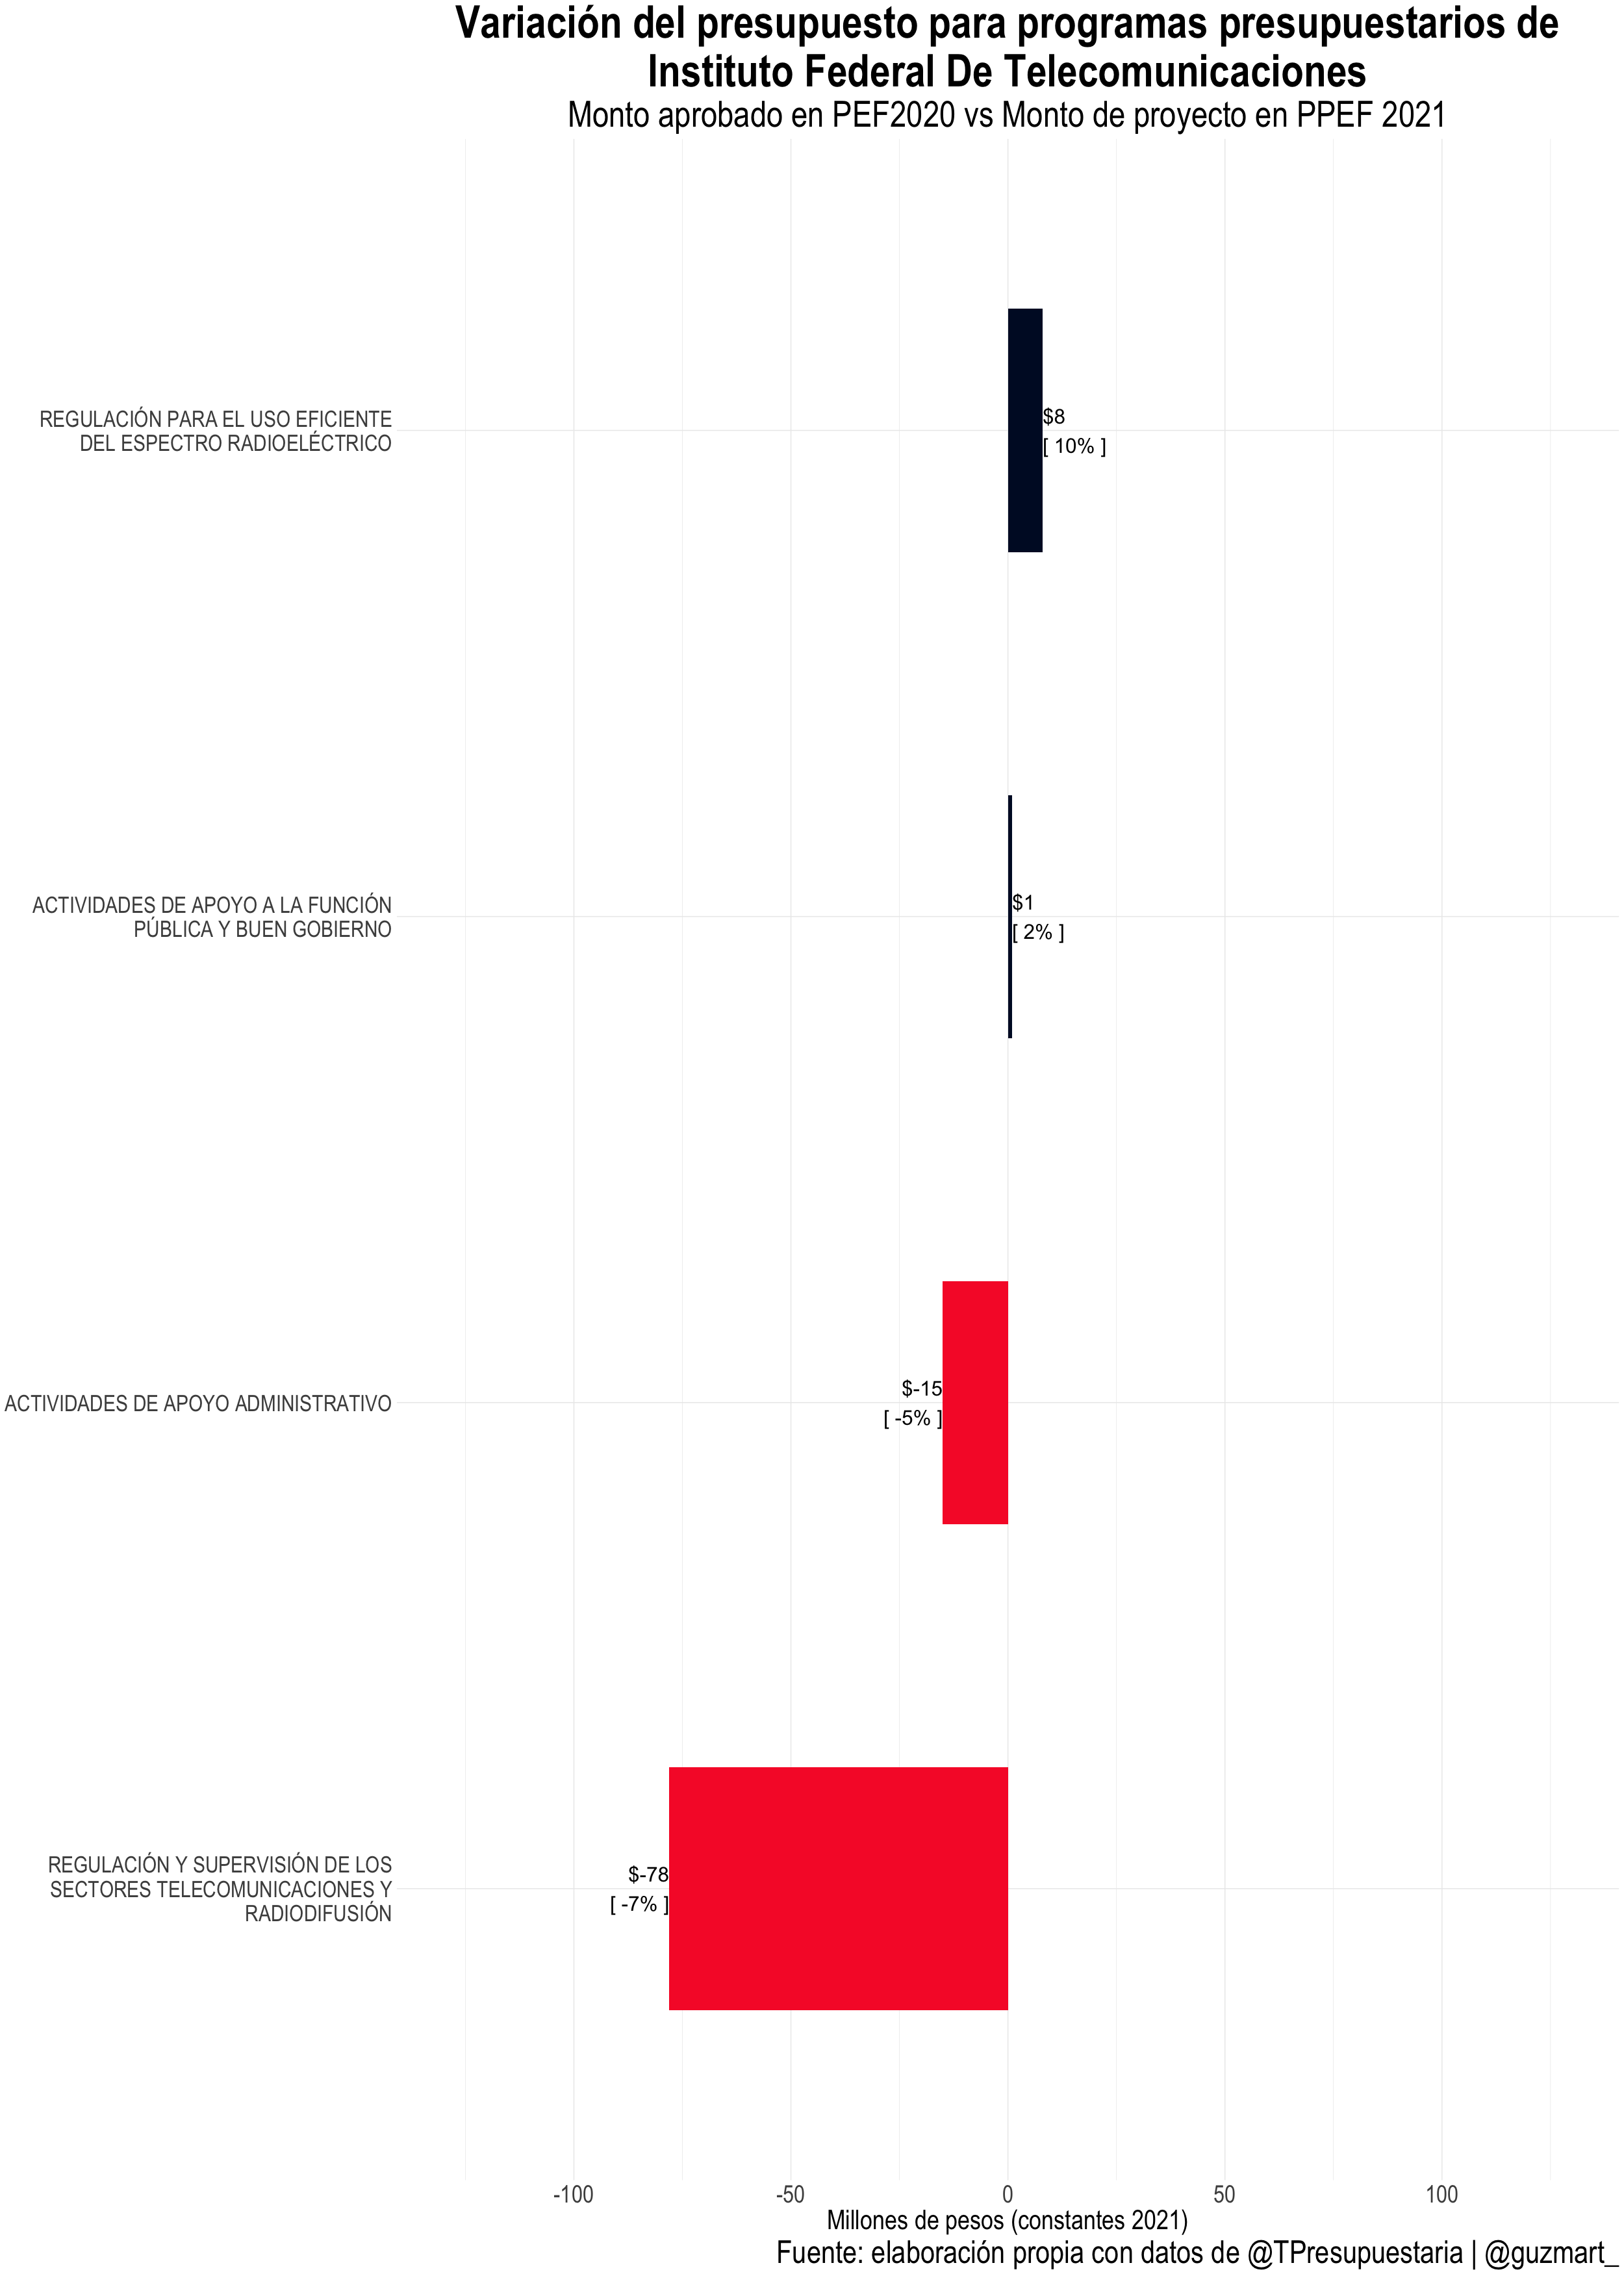 Variación del presupuesto para programas presupuestarios de
Instituto Federal De Telecomunicaciones
Monto aprobado en PEF2020 vs Monto de proyecto en PPEF 2021
REGULACIÓN PARA EL USO EFICIENTE
DEL ESPECTRO RADIOELÉCTRICO
$8
[ 10% ]
ACTIVIDADES DE APOYO A LA FUNCIÓN
PÚBLICA Y BUEN GOBIERNO
$1
[ 2% ]
ACTIVIDADES DE APOYO ADMINISTRATIVO
$-15
[ -5% ]
REGULACIÓN Y SUPERVISIÓN DE LOS
SECTORES TELECOMUNICACIONES Y
RADIODIFUSIÓN
$-78
[ -7% ]
-100 -50 0 50 100
Millones de pesos (constantes 2021)
Fuente: elaboración propia con datos de @TPresupuestaria | @guzmart_